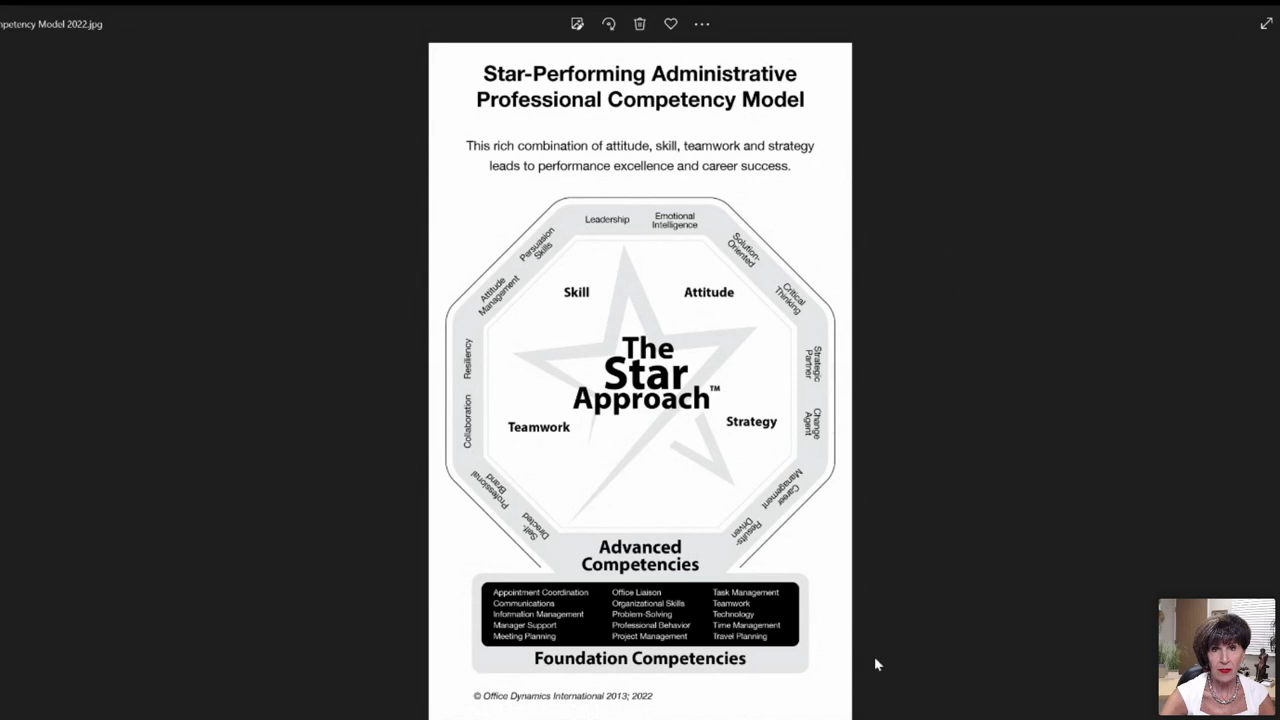 mpetency Model 2022.jpg
Star-Performing Administrative
Professional Competency Model
This rich combination of attitude, skill, teamwork and strategy
leads to performance excellence and career success.
Leadership
Emotional
Intelligence
Persuasion
Skills
Solution-
Oriented
Attitude
Management
Critical
Thinking
Skill
Attitude
Resiliency
Strategic
Partner
The
Star
Approach™
Collaboration
Change
Agent
Teamwork
Strategy
Professional
Brand
Career
Management
Self-
Directed
Results-
Driven
Advanced
Competencies
Appointment Coordination
Communications
Information Management
Manager Support
Meeting Planning
Office Liaison
Organizational Skills
Problem-Solving
Professional Behavior
Project Management
Task Management
Teamwork
Technology
Time Management
Travel Planning
Foundation Competencies
© Office Dynamics International 2013; 2022